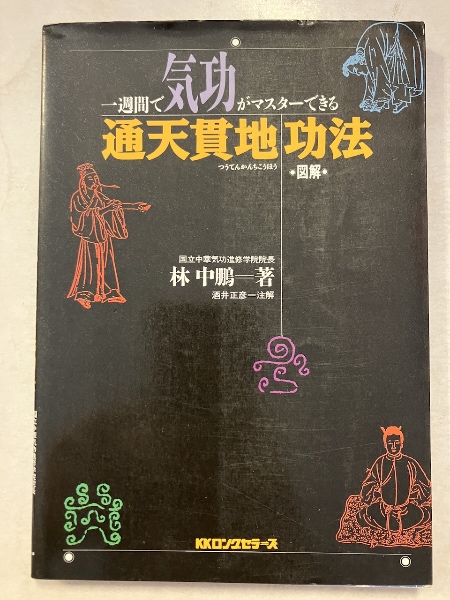 一週間で気功がマスターできる
通天貫地功法
つうてんかんちこうほう
図解
国立中華気功進修学院院長
林 中鵬―著
酒井正彦―注解
KKロングセラーズ